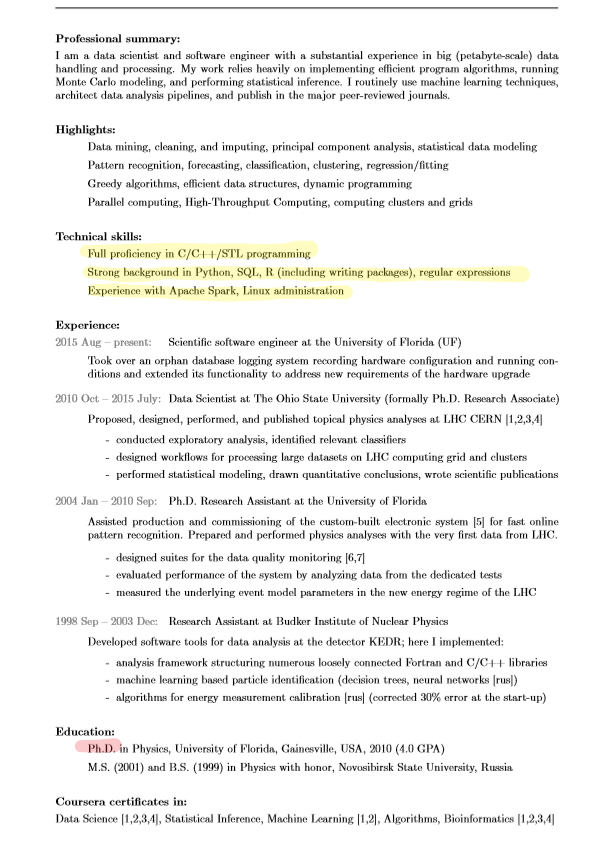 Professional summary:
I am a data scientist and software engineer with a substantial experience in big (petabyte-scale) data
handling and processing. My work relies heavily on implementing efficient program algorithms, running
Monte Carlo modeling, and performing statistical inference. I routinely use machine learning techniques,
architect data analysis pipelines, and publish in the major peer-reviewed journals.
Highlights:
Data mining, cleaning, and imputing, principal component analysis, statistical data modeling
Pattern recognition, forecasting, classification, clustering, regression/fitting
Greedy algorithms, efficient data structures, dynamic programming
Parallel computing, High-Throughput Computing, computing clusters and grids
Technical skills:
Full proficiency in C/C++/STL programming
Strong background in Python, SQL, R (including writing packages), regular expressions
Experience with Apache Spark, Linux administration
Experience:
2015 Aug – present: Scientific software engineer at the University of Florida (UF)
Took over an orphan database logging system recording hardware configuration and running con-
ditions and extended its functionality to address new requirements of the hardware upgrade
2010 Oct – 2015 July: Data Scientist at The Ohio State University (formally Ph.D. Research Associate)
Proposed, designed, performed, and published topical physics analyses at LHC CERN [1,2,3,4]
- conducted exploratory analysis, identified relevant classifiers
- designed workflows for processing large datasets on LHC computing grid and clusters
- performed statistical modeling, drawn quantitative conclusions, wrote scientific publications
2004 Jan – 2010 Sep: Ph.D. Research Assistant at the University of Florida
Assisted production and commissioning of the custom-built electronic system [5] for fast online
pattern recognition. Prepared and performed physics analyses with the very first data from LHC.
- designed suites for the data quality monitoring [6,7]
- evaluated performance of the system by analyzing data from the dedicated tests
- measured the underlying event model parameters in the new energy regime of the LHC
1998 Sep – 2003 Dec: Research Assistant at Budker Institute of Nuclear Physics
Developed software tools for data analysis at the detector KEDR; here I implemented:
- analysis framework structuring numerous loosely connected Fortran and C/C++ libraries
- machine learning based particle identification (decision trees, neural networks [rus])
- algorithms for energy measurement calibration [rus] (corrected 30% error at the start-up)
Education:
Ph.D. in Physics, University of Florida, Gainesville, USA, 2010 (4.0 GPA)
M.S. (2001) and B.S. (1999) in Physics with honor, Novosibirsk State University, Russia
Coursera certificates in:
Data Science [1,2,3,4], Statistical Inference, Machine Learning [1,2], Algorithms, Bioinformatics [1,2,3,4]